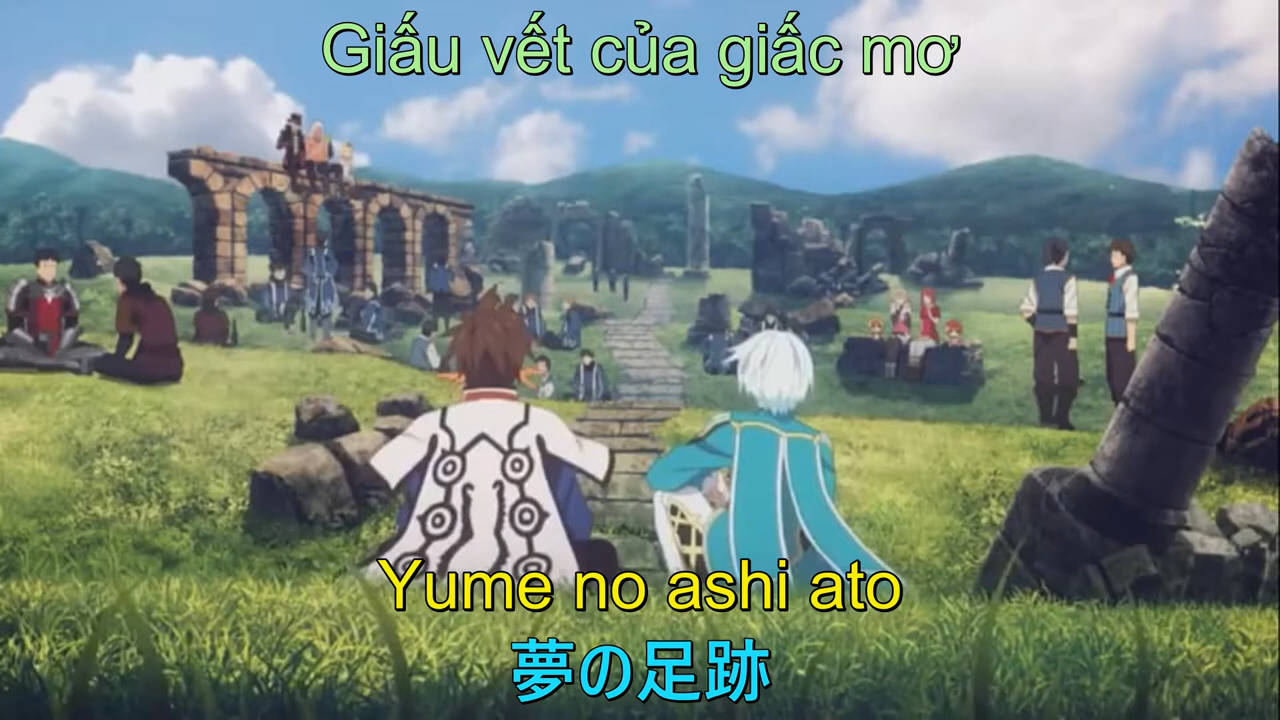 Giấu vết của giấc mơ
Yume no ashi ato
夢の足跡